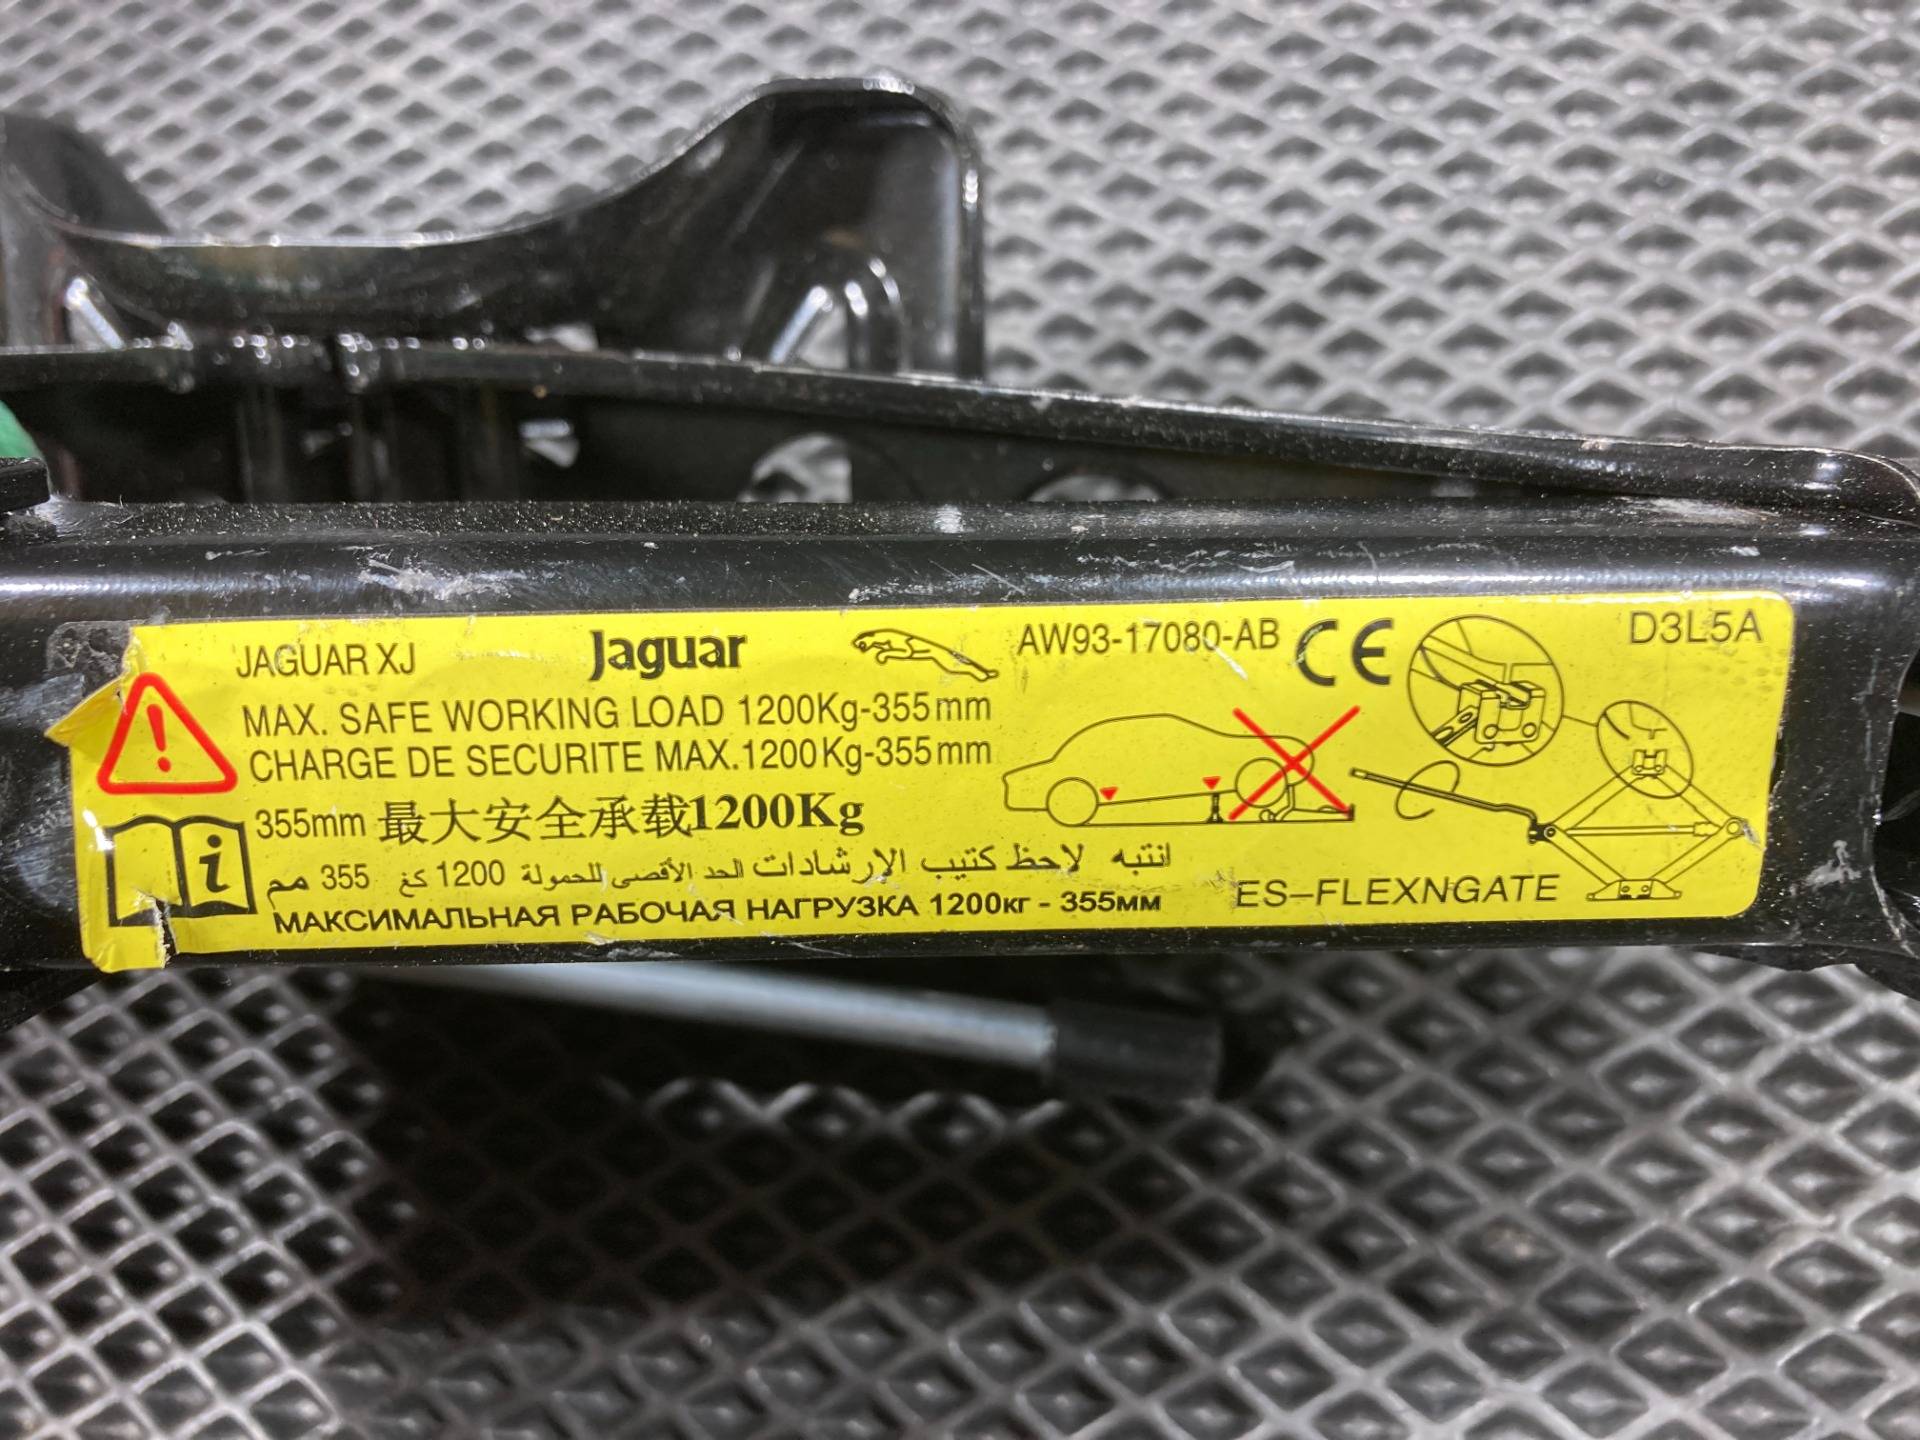 JAGUAR XJ Jaguar AW93-17080-AB CE D3L5A
MAX. SAFE WORKING LOAD 1200Kg-355mm
CHARGE DE SECURITE MAX.1200Kg-355mm
355mm 最大安全承载1200Kg
انتبه لاحظ كتيب الإرشادات الحد الأقصى للحمولة 1200 كغ 355 مم
МАКСИМАЛЬНАЯ РАБОЧАЯ НАГРУЗКА 1200кг - 355мм
ES-FLEXNGATE